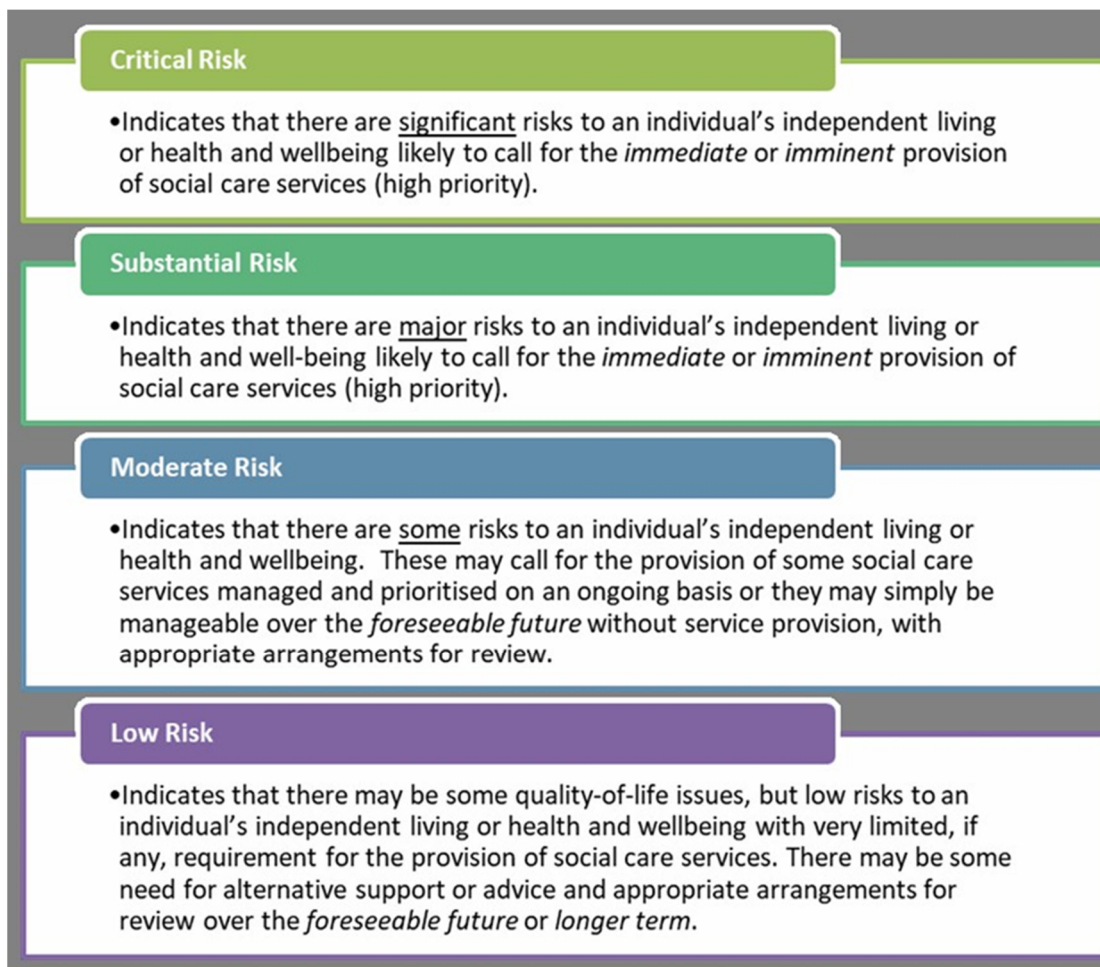 Critical Risk
•Indicates that there are significant risks to an individual’s independent living
or health and wellbeing likely to call for the immediate or imminent provision
of social care services (high priority).
Substantial Risk
•Indicates that there are major risks to an individual’s independent living or
health and well-being likely to call for the immediate or imminent provision of
social care services (high priority).
Moderate Risk
•Indicates that there are some risks to an individual’s independent living or
health and wellbeing.  These may call for the provision of some social care
services managed and prioritised on an ongoing basis or they may simply be
manageable over the foreseeable future without service provision, with
appropriate arrangements for review.
Low Risk
•Indicates that there may be some quality-of-life issues, but low risks to an
individual’s independent living or health and wellbeing with very limited, if
any, requirement for the provision of social care services. There may be some
need for alternative support or advice and appropriate arrangements for
review over the foreseeable future or longer term.